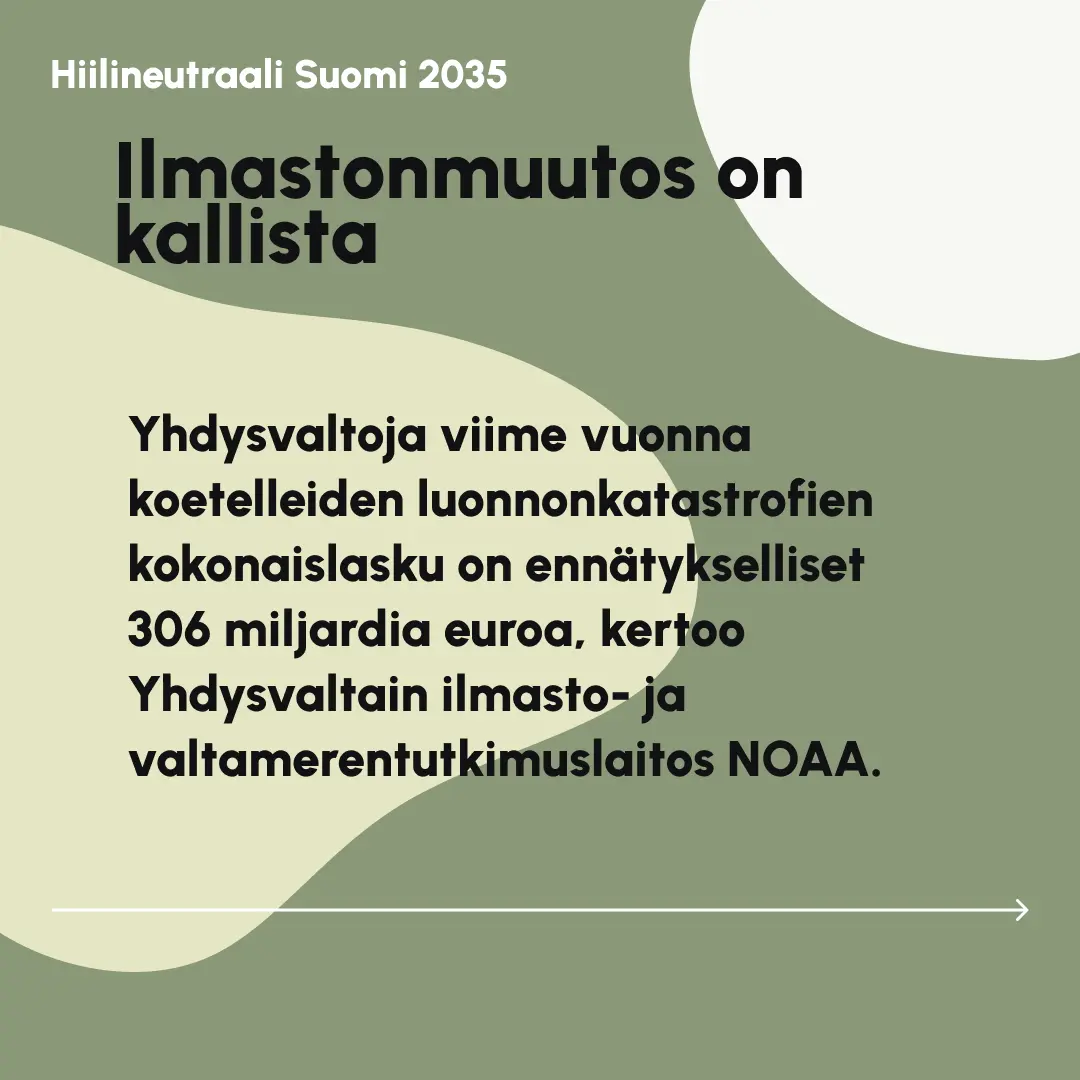 Hiilineutraali Suomi 2035
Ilmastonmuutos on
kallista
Yhdysvaltoja viime vuonna
koetelleiden luonnonkatastrofien
kokonaislasku on ennätykselliset
306 miljardia euroa, kertoo
Yhdysvaltain ilmasto- ja
valtamerentutkimuslaitos NOAA.